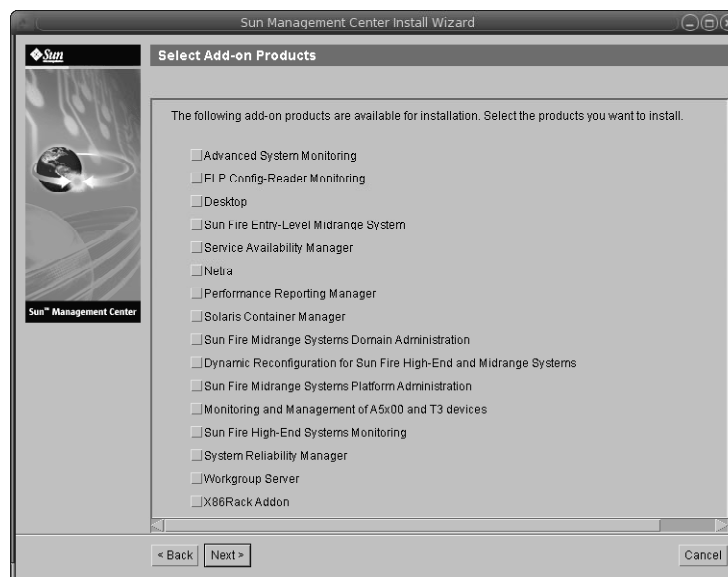 Sun Management Center Install Wizard
Sun
Select Add-on Products
The following add-on products are available for installation. Select the products you want to install.
Advanced System Monitoring
ELP Config-Reader Monitoring
Desktop
Sun Fire Entry-Level Midrange System
Service Availability Manager
Netra
Performance Reporting Manager
Solaris Container Manager
Sun Fire Midrange Systems Domain Administration
Dynamic Reconfiguration for Sun Fire High-End and Midrange Systems
Sun Fire Midrange Systems Platform Administration
Monitoring and Management of A5x00 and T3 devices
Sun Fire High-End Systems Monitoring
System Reliability Manager
Workgroup Server
X86Rack Addon
Sun™ Management Center
< Back
Next >
Cancel